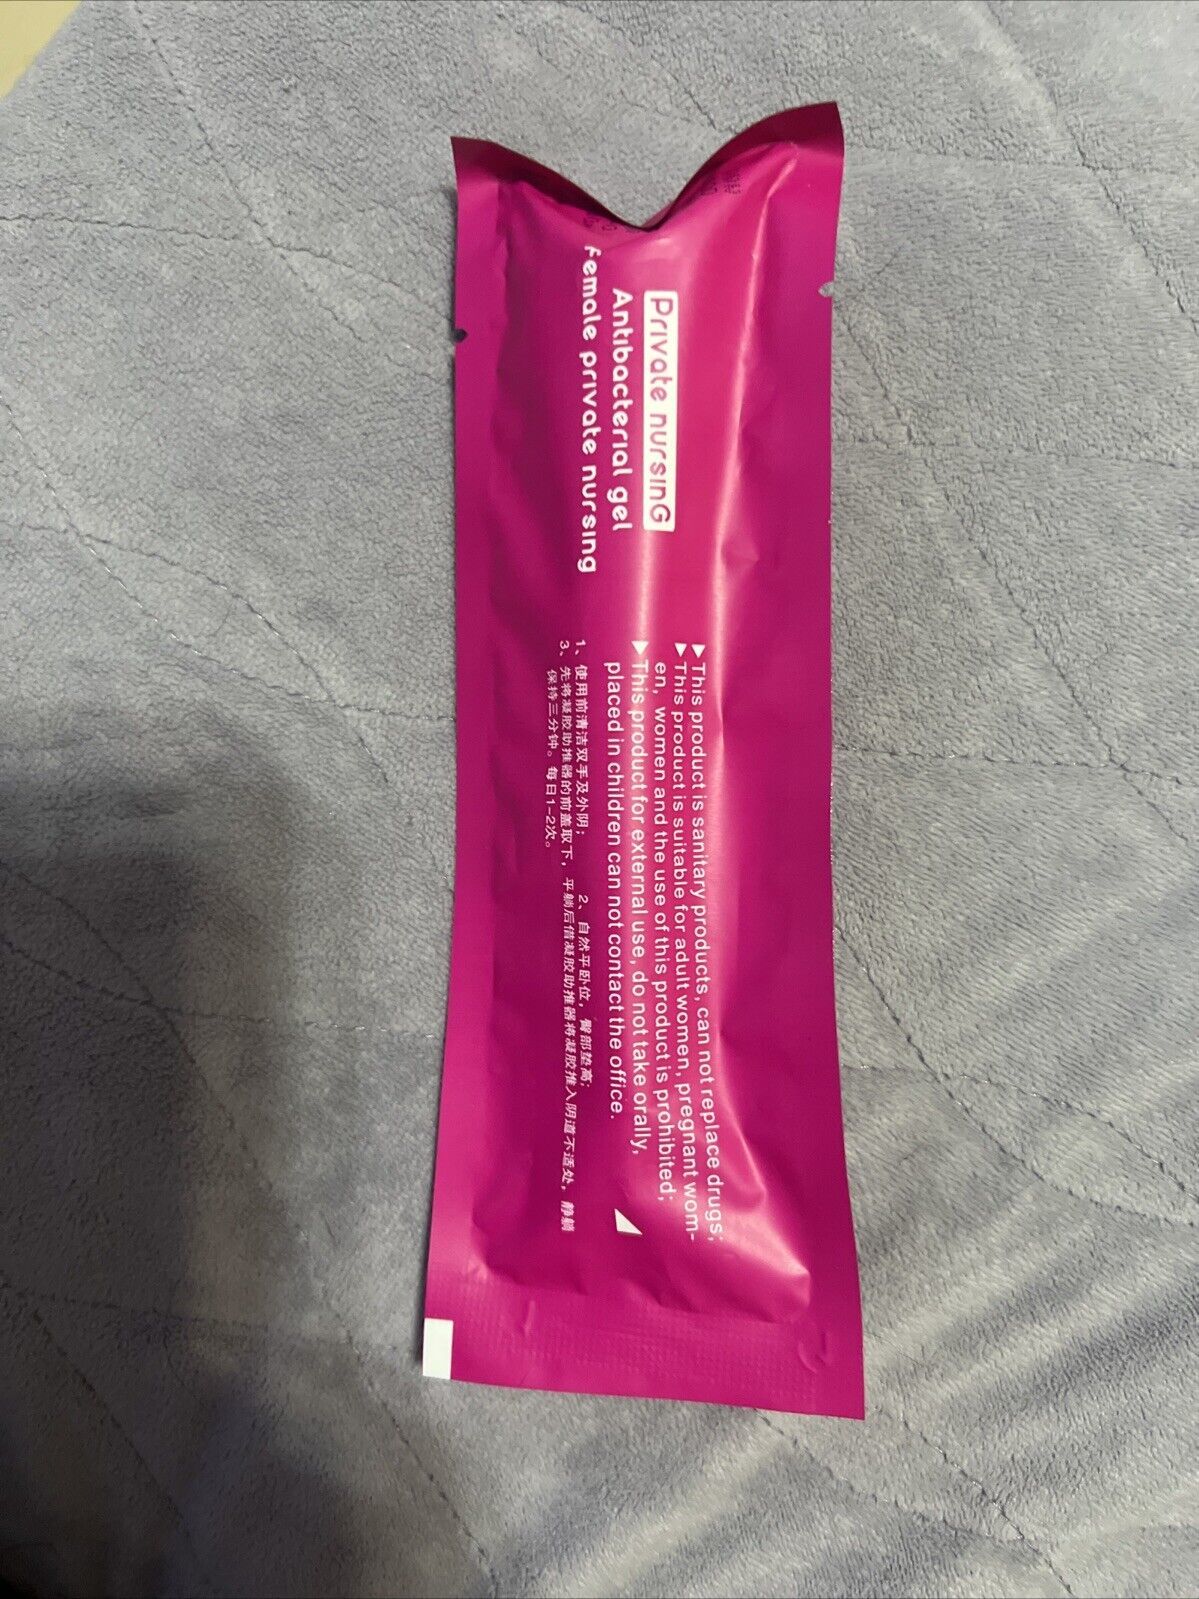 Private nursinG
Antibacterial gel
Female private nursing
▶This product is sanitary products, can not replace drugs;
▶This product is suitable for adult women, pregnant wom-
en, women and the use of this product is prohibited;
▶This product for external use, do not take orally,
placed in children can not contact the office.
1、使用前清洁双手及外阴; 2、自然平卧位，臀部垫高;
3、先将凝胶助推器的前盖取下，平躺后借凝胶助推器将凝胶推入阴道不适处，静躺
保持三分钟。每日1-2次。